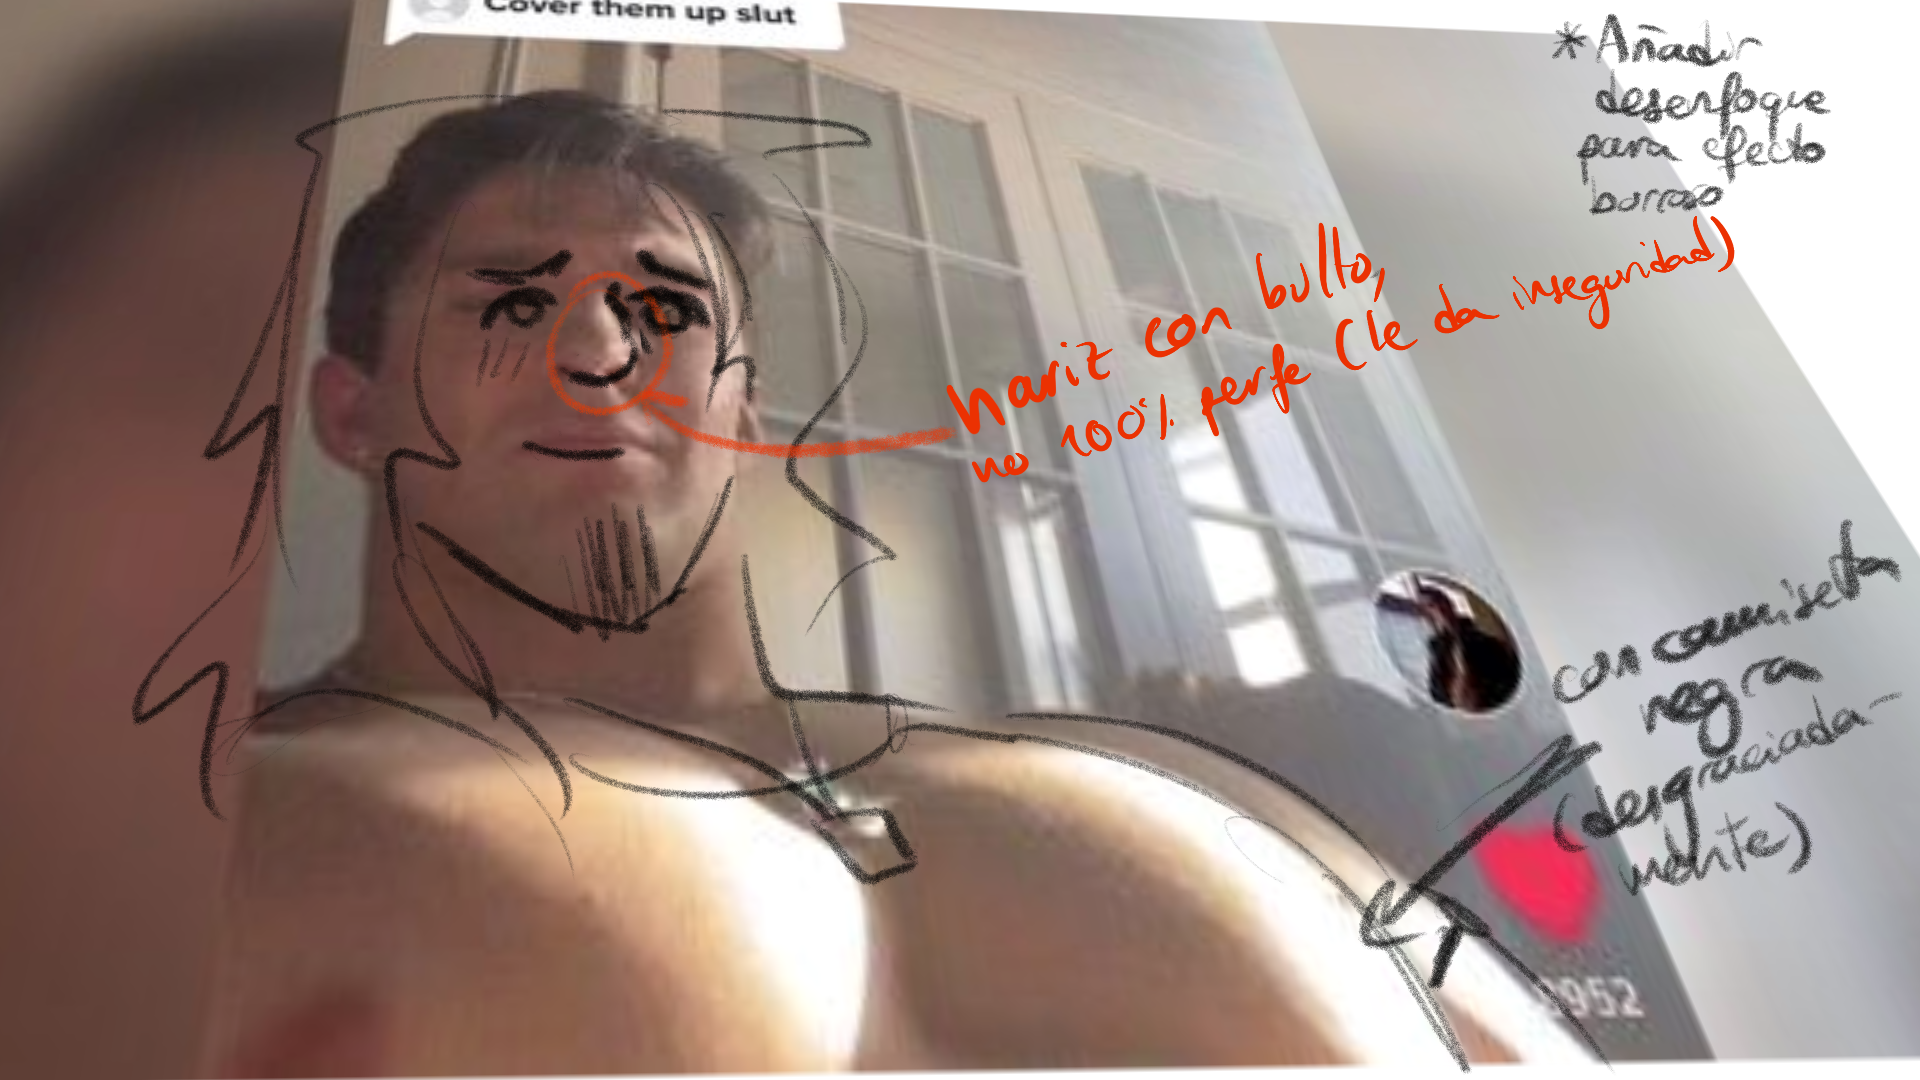 Cover them up slut
*Añadir
desenfoque
para efecto
borroso
nariz con bulto,
no 100% perfe (le da inseguridad)
con camiseta
negra
(desgraciada-
mente)
952